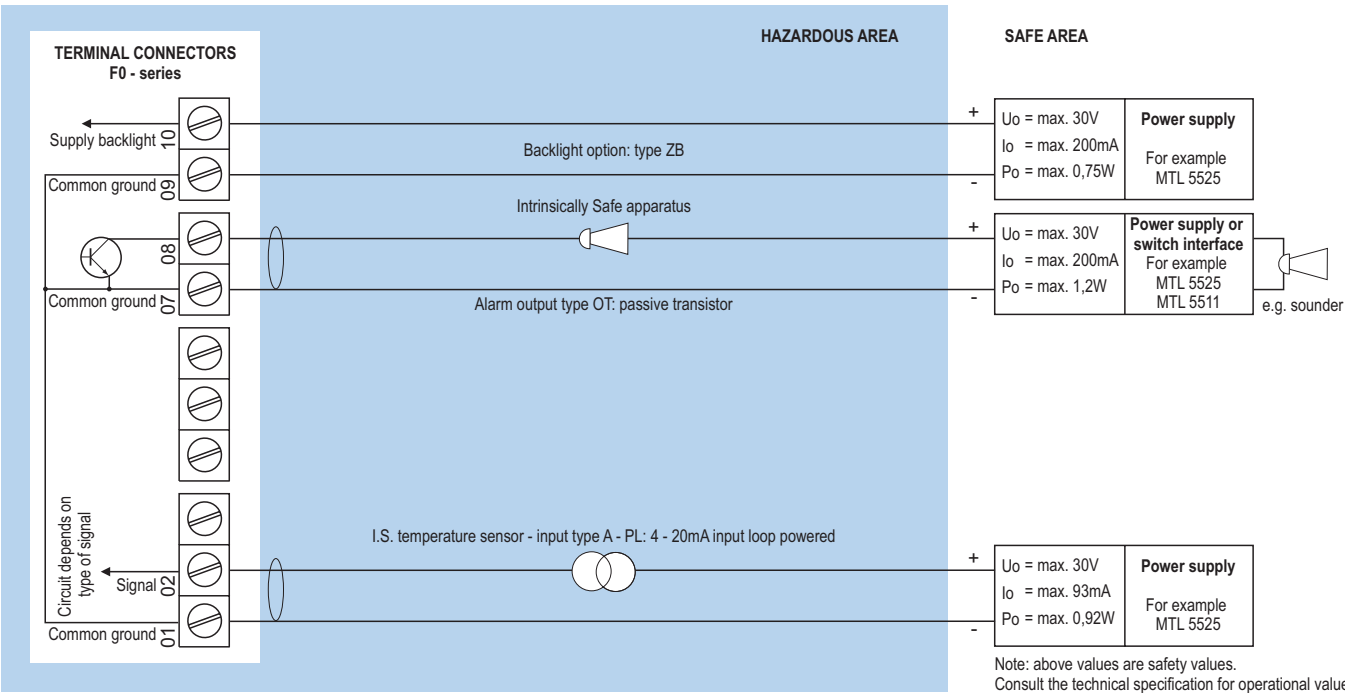 HAZARDOUS AREA
SAFE AREA
TERMINAL CONNECTORS
F0 - series
Supply backlight
10
Common ground
09
08
Common ground
07
Circuit depends on
type of signal
Signal
02
Common ground
01
Backlight option: type ZB
Intrinsically Safe apparatus
Alarm output type OT: passive transistor
I.S. temperature sensor - input type A - PL: 4 - 20mA input loop powered
+
-
Uo = max. 30V
Io = max. 200mA
Po = max. 0,75W
Power supply
For example
MTL 5525
+
-
Uo = max. 30V
Io = max. 200mA
Po = max. 1,2W
Power supply or
switch interface
For example
MTL 5525
MTL 5511
e.g. sounder
+
-
Uo = max. 30V
Io = max. 93mA
Po = max. 0,92W
Power supply
For example
MTL 5525
Note: above values are safety values.
Consult the technical specification for operational value